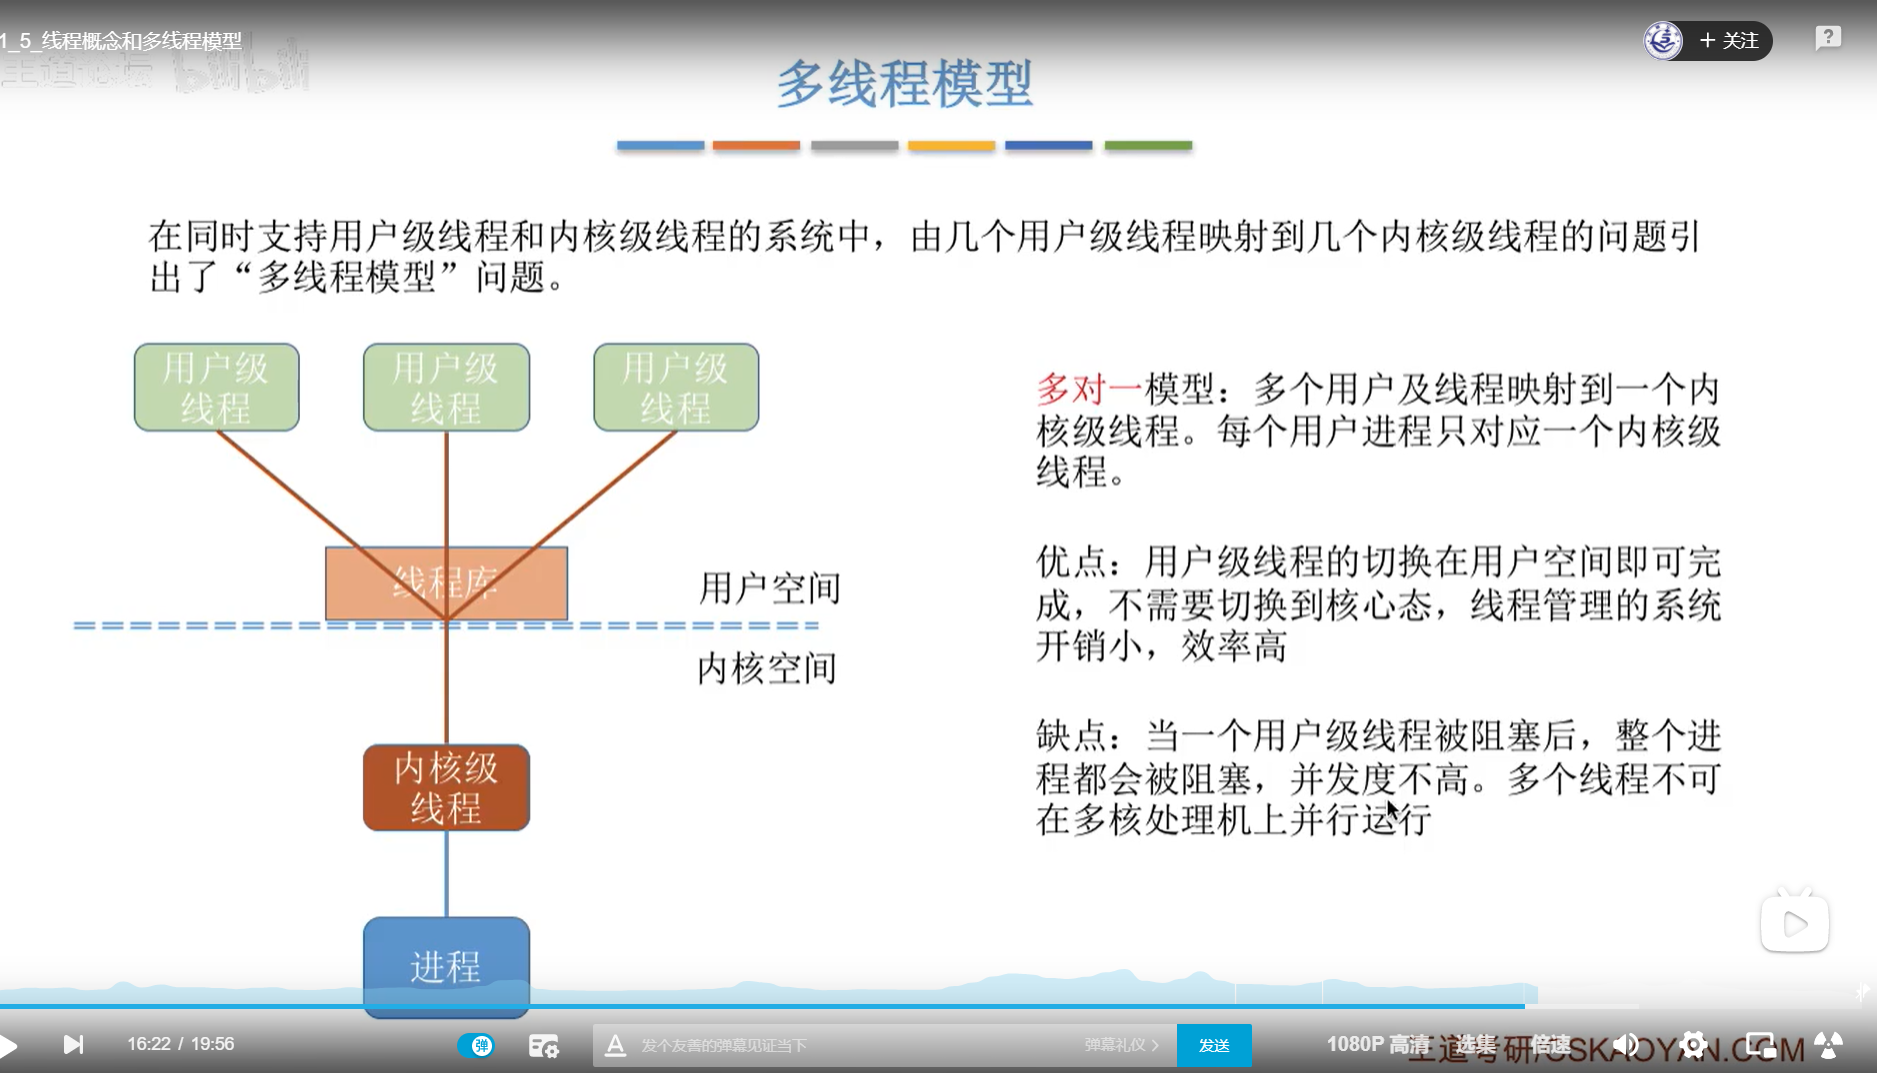 1_5_线程概念和多线程模型
王道论坛 bilibili
+ 关注
多线程模型
在同时支持用户级线程和内核级线程的系统中，由几个用户级线程映射到几个内核级线程的问题引
出了“多线程模型”问题。
用户级
线程
用户级
线程
用户级
线程
线程库
用户空间
内核空间
内核级
线程
进程
多对一模型：多个用户及线程映射到一个内
核级线程。每个用户进程只对应一个内核级
线程。
优点：用户级线程的切换在用户空间即可完
成，不需要切换到核心态，线程管理的系统
开销小，效率高
缺点：当一个用户级线程被阻塞后，整个进
程都会被阻塞，并发度不高。多个线程不可
在多核处理机上并行运行
16:22 / 19:56
弹
A 发个友善的弹幕见证当下
弹幕礼仪 >
发送
1080P 高清
选集
倍速
王道考研/CSKAOYAN.COM